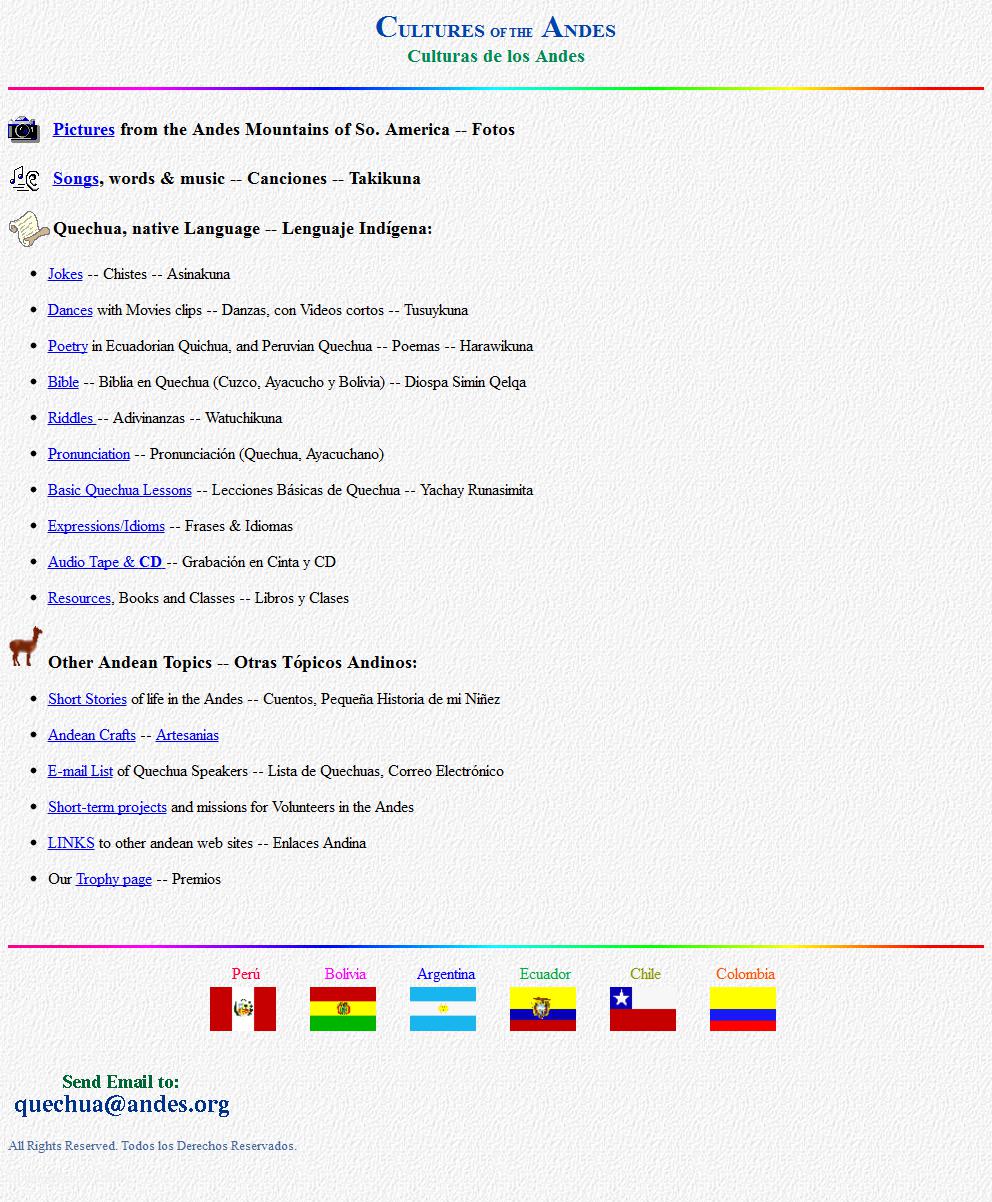 Cultures of the Andes
Culturas de los Andes
Pictures from the Andes Mountains of So. America -- Fotos
Songs, words & music -- Canciones -- Takikuna
Quechua, native Language -- Lenguaje Indígena:
Jokes -- Chistes -- Asinakuna
Dances with Movies clips -- Danzas, con Videos cortos -- Tusuykuna
Poetry in Ecuadorian Quichua, and Peruvian Quechua -- Poemas -- Harawikuna
Bible -- Biblia en Quechua (Cuzco, Ayacucho y Bolivia) -- Diospa Simin Qelqa
Riddles -- Adivinanzas -- Watuchikuna
Pronunciation -- Pronunciación (Quechua, Ayacuchano)
Basic Quechua Lessons -- Lecciones Básicas de Quechua -- Yachay Runasimita
Expressions/Idioms -- Frases & Idiomas
Audio Tape & CD -- Grabación en Cinta y CD
Resources, Books and Classes -- Libros y Clases
Other Andean Topics -- Otras Tópicos Andinos:
Short Stories of life in the Andes -- Cuentos, Pequeña Historia de mi Niñez
Andean Crafts -- Artesanias
E-mail List of Quechua Speakers -- Lista de Quechuas, Correo Electrónico
Short-term projects and missions for Volunteers in the Andes
LINKS to other andean web sites -- Enlaces Andina
Our Trophy page -- Premios
Perú Bolivia Argentina Ecuador Chile Colombia
Send Email to:
quechua@andes.org
All Rights Reserved. Todos los Derechos Reservados.